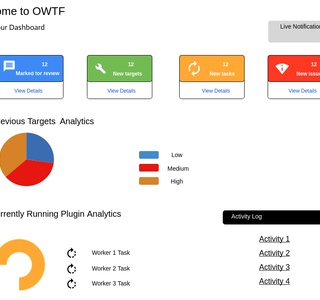 ome to OWTF
ur Dashboard
Live Notification
12
Marked for review
View Details
12
New targets
View Details
12
New tasks
View Details
12
New issue
View Details
evious Targets Analytics
Low
Medium
High
rrently Running Plugin Analytics
Activity Log
Worker 1 Task
Worker 2 Task
Worker 3 Task
Activity 1
Activity 2
Activity 3
Activity 4